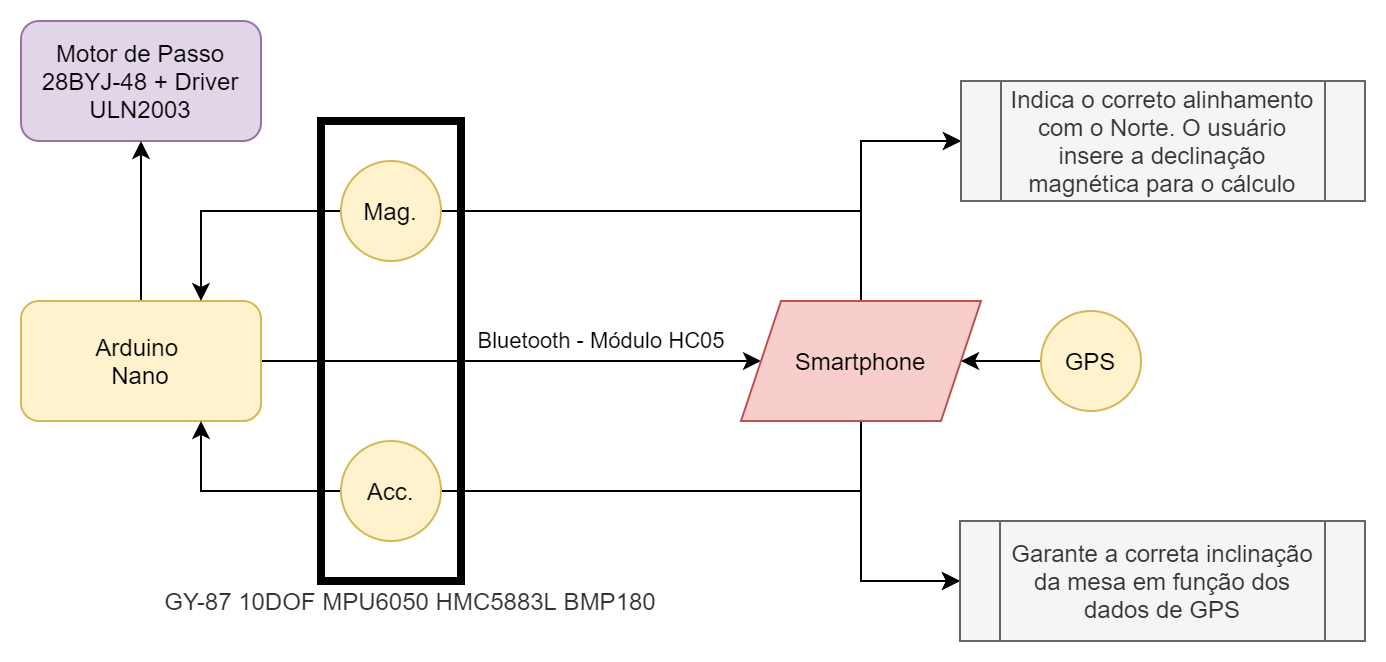 Motor de Passo
28BYJ-48 + Driver
ULN2003
Indica o correto alinhamento
com o Norte. O usuário
insere a declinação
magnética para o cálculo
Mag.
Arduino
Nano
Bluetooth - Módulo HC05
Smartphone
GPS
Acc.
Garante a correta inclinação
da mesa em função dos
dados de GPS
GY-87 10DOF MPU6050 HMC5883L BMP180